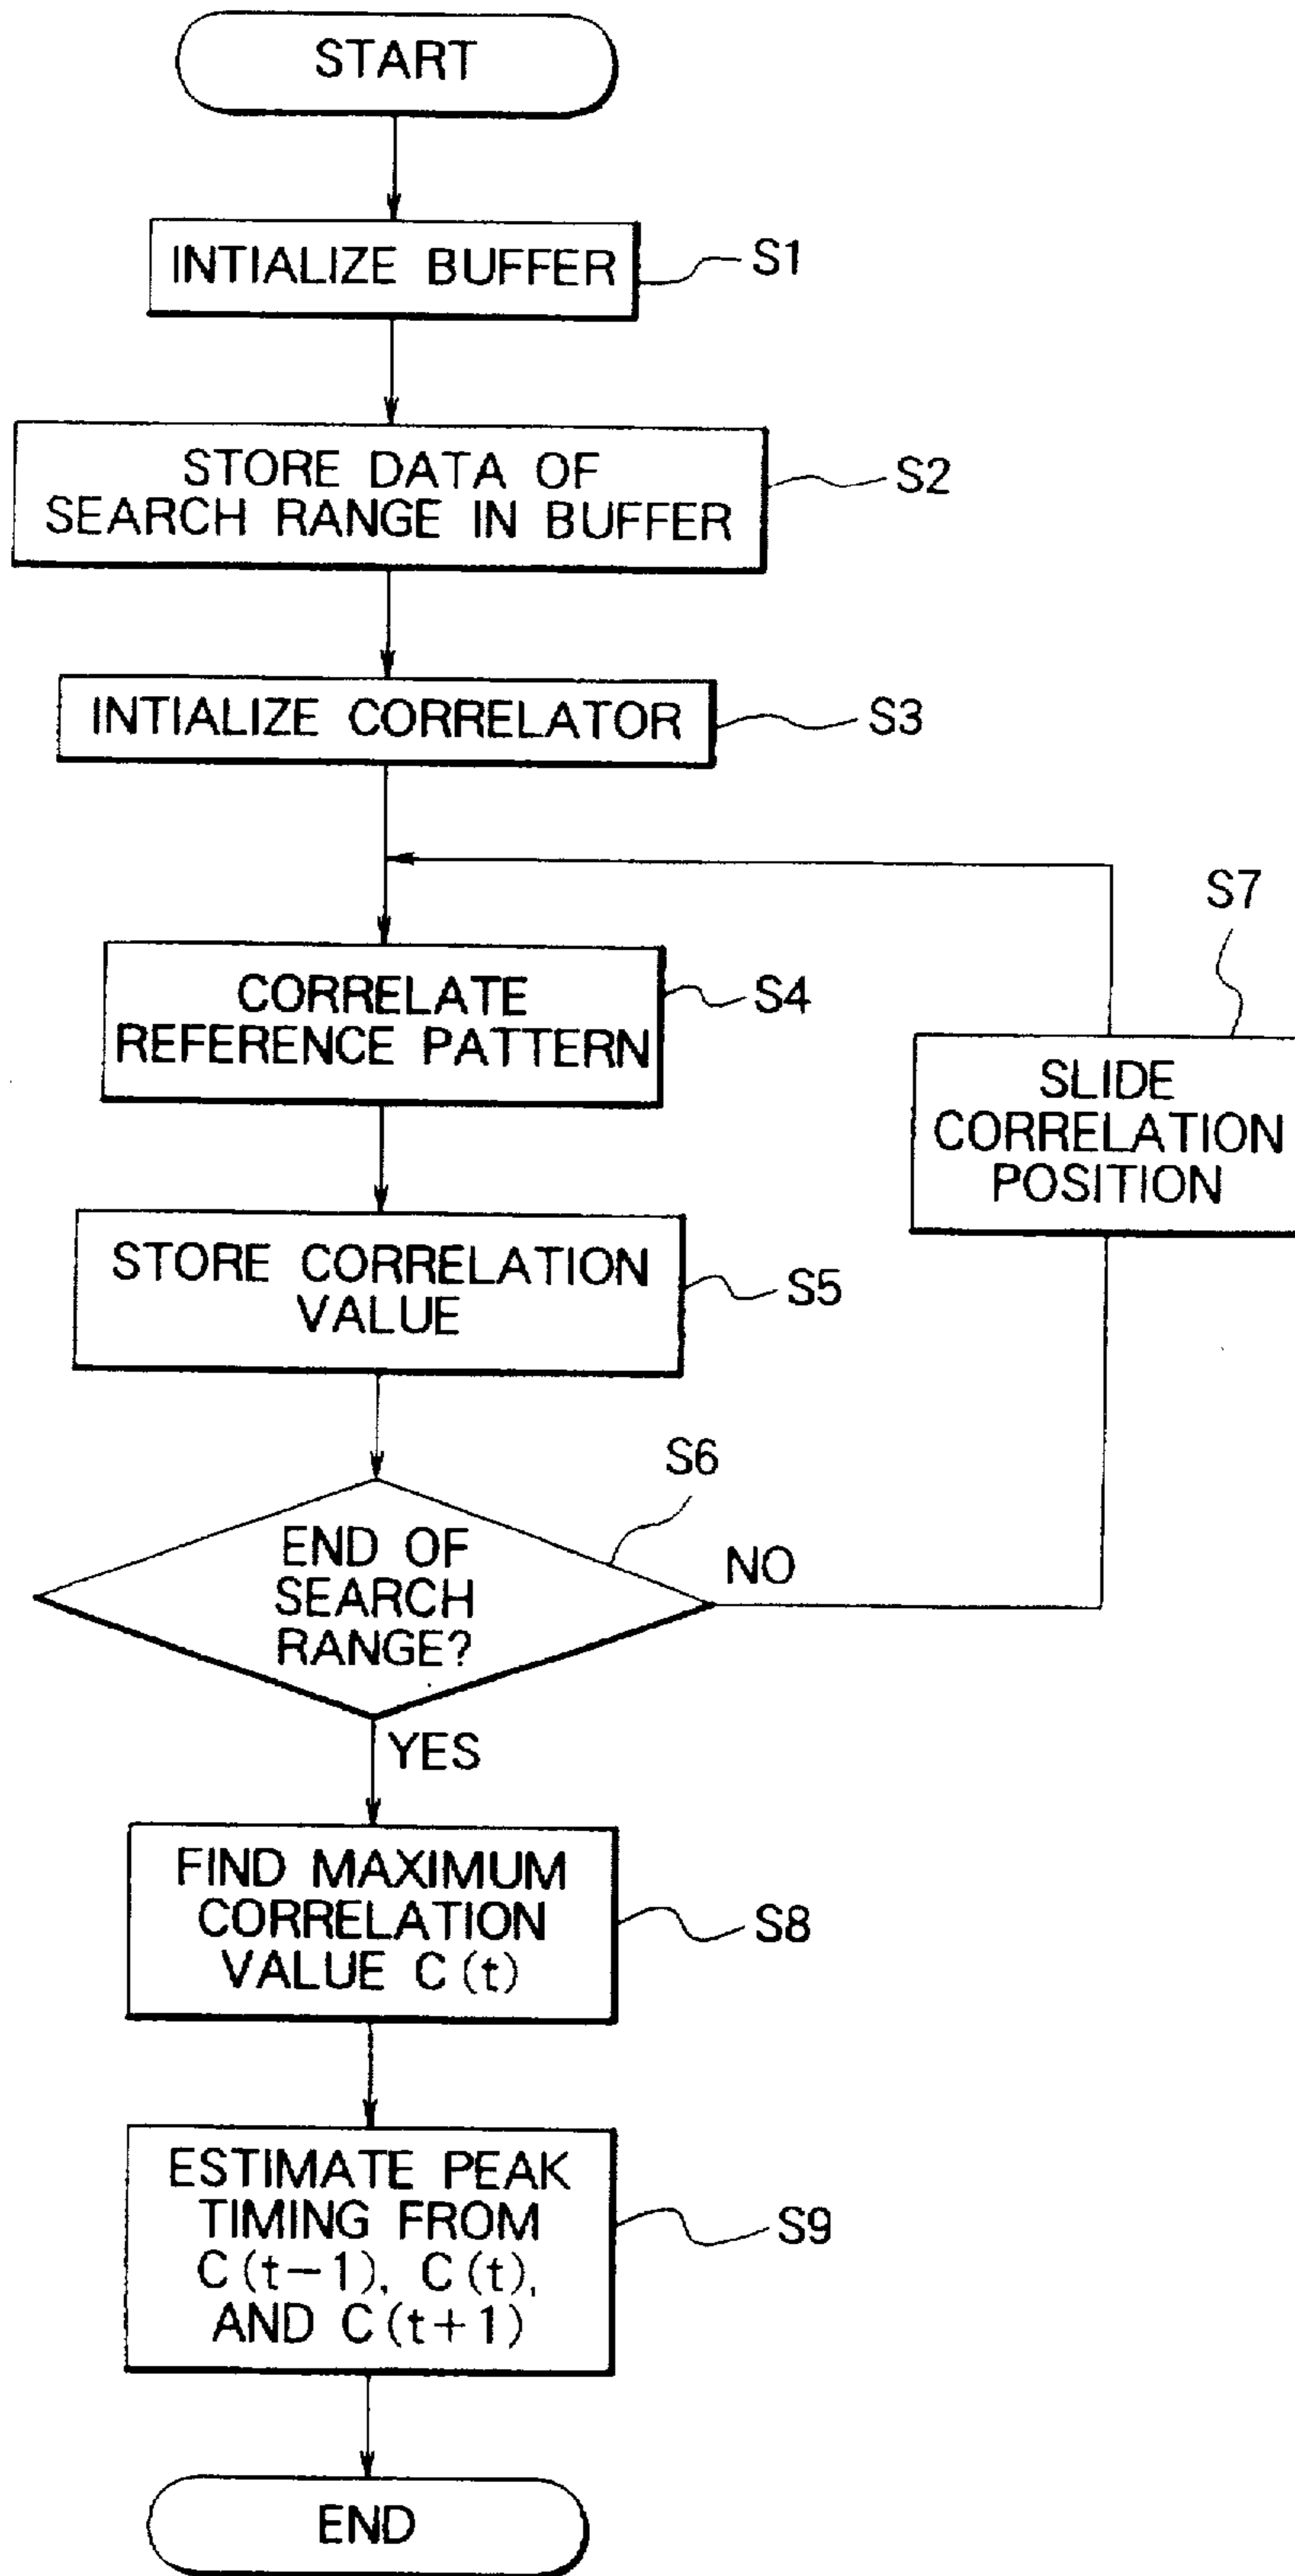 START
INTIALIZE BUFFER
S1
STORE DATA OF
SEARCH RANGE IN BUFFER
S2
INTIALIZE CORRELATOR
S3
CORRELATE
REFERENCE PATTERN
S4
S7
SLIDE
CORRELATION
POSITION
STORE CORRELATION
VALUE
S5
S6
END OF
SEARCH
RANGE?
NO
YES
FIND MAXIMUM
CORRELATION
VALUE C(t)
S8
ESTIMATE PEAK
TIMING FROM
C(t-1), C(t),
AND C(t+1)
S9
END